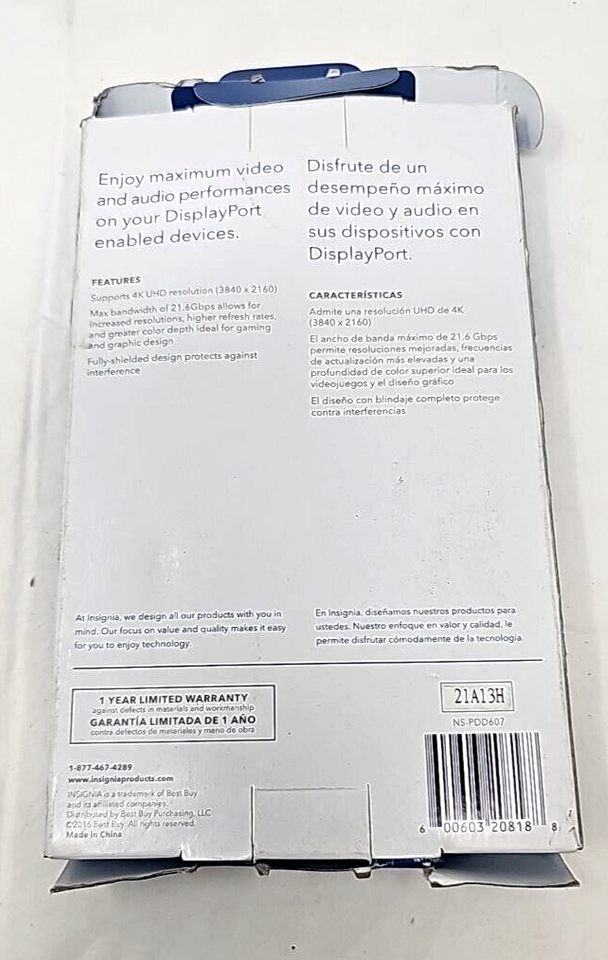 Enjoy maximum video
and audio performances
on your DisplayPort
enabled devices.
FEATURES
Supports 4K UHD resolution (3840 x 2160)
Max bandwidth of 21.6Gbps allows for
increased resolutions, higher refresh rates,
and greater color depth ideal for gaming
and graphic design
Fully-shielded design protects against
interference
Disfrute de un
desempeño máximo
de video y audio en
sus dispositivos con
DisplayPort.
CARACTERÍSTICAS
Admite una resolución UHD de 4K
(3840 x 2160)
El ancho de banda máximo de 21.6 Gbps
permite resoluciones mejoradas, frecuencias
de actualización más elevadas y una
profundidad de color superior ideal para los
videojuegos y el diseño gráfico
El diseño con blindaje completo protege
contra interferencias
At Insignia, we design all our products with you in
mind. Our focus on value and quality makes it easy
for you to enjoy technology.
En Insignia, diseñamos nuestros productos para
ustedes. Nuestro enfoque en valor y calidad, le
permite disfrutar cómodamente de la tecnología.
1 YEAR LIMITED WARRANTY
against defects in materials and workmanship
GARANTÍA LIMITADA DE 1 AÑO
contra defectos de materiales y mano de obra
1-877-467-4289
www.insigniaproducts.com
INSIGNIA is a trademark of Best Buy
and its affiliated companies.
Distributed by Best Buy Purchasing, LLC
©2016 Best Buy. All rights reserved.
Made in China
21A13H
NS-PDD607
6 00603 20818 8